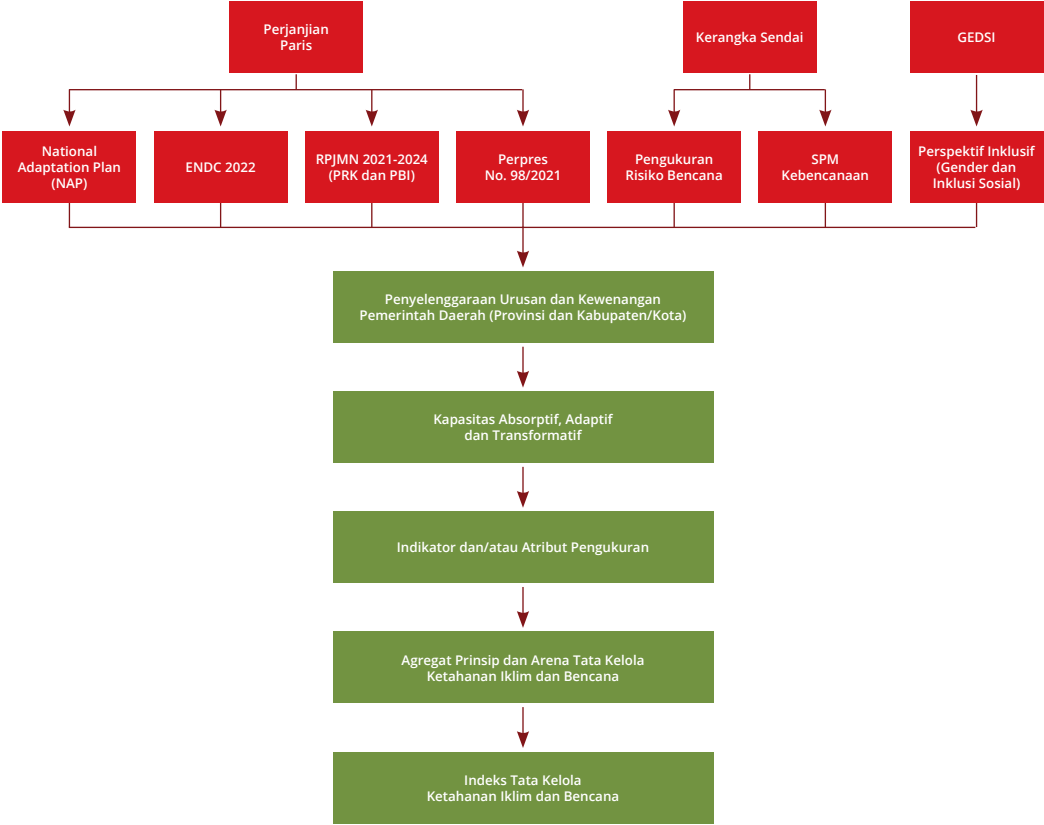 Perjanjian
Paris
Kerangka Sendai
GEDSI
National
Adaptation Plan
(NAP)
ENDC 2022
RPJMN 2021-2024
(PRK dan PBI)
Perpres
No. 98/2021
Pengukuran
Risiko Bencana
SPM
Kebencanaan
Perspektif Inklusif
(Gender dan
Inklusi Sosial)
Penyelenggaraan Urusan dan Kewenangan
Pemerintah Daerah (Provinsi dan Kabupaten/Kota)
Kapasitas Absorptif, Adaptif
dan Transformatif
Indikator dan/atau Atribut Pengukuran
Agregat Prinsip dan Arena Tata Kelola
Ketahanan Iklim dan Bencana
Indeks Tata Kelola
Ketahanan Iklim dan Bencana